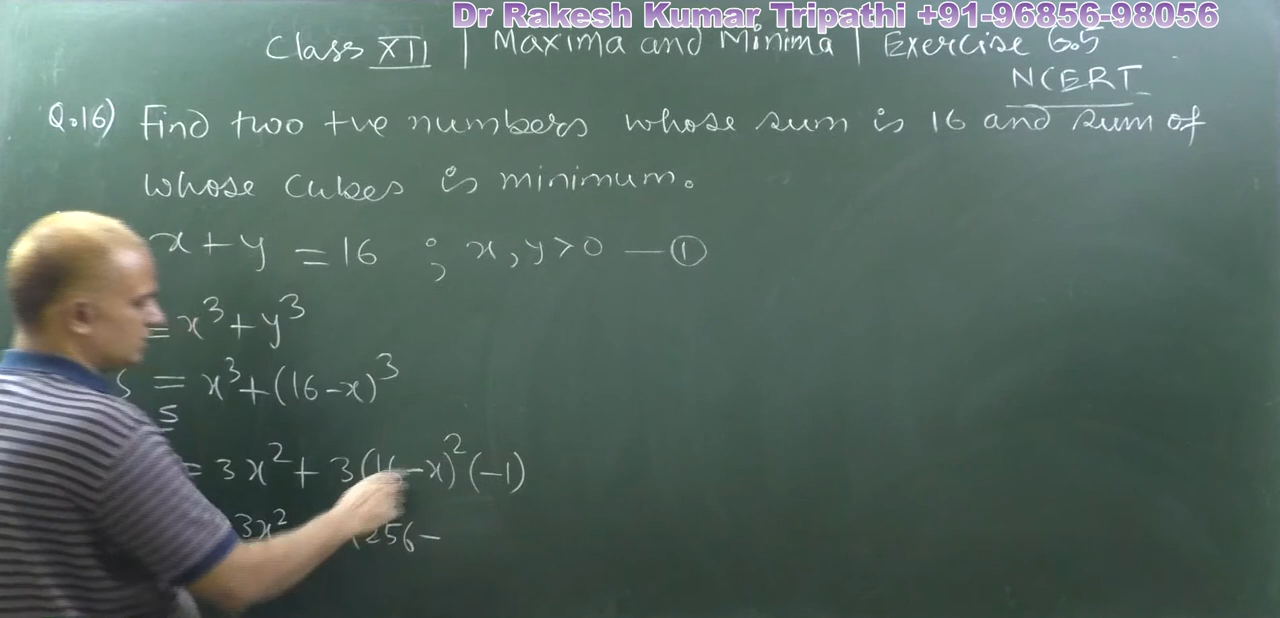 Dr Rakesh Kumar Tripathi +91-96856-98056
Class XII | Maxima and Minima | Exercise 6.5
NCERT
Q.16) Find two +ve numbers whose sum is 16 and sum of
whose cubes is minimum.
x + y = 16 ; x, y > 0 — ①
= x³ + y³
S = x³ + (16 - x)³
S
= 3x² + 3(16 - x)² (-1)
3x² (256 -